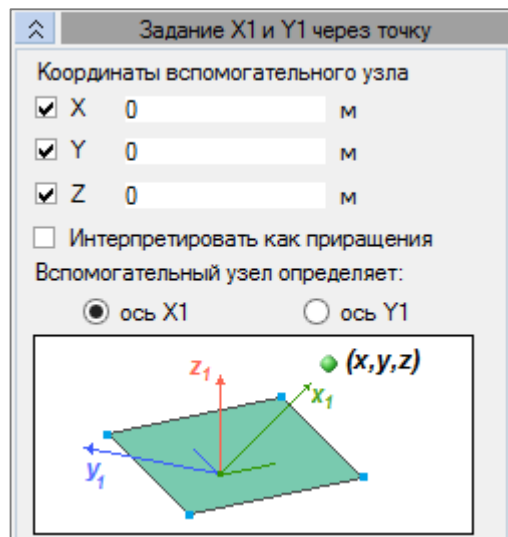 Задание X1 и Y1 через точку
Координаты вспомогательного узла
X 0 м
Y 0 м
Z 0 м
Интерпретировать как приращения
Вспомогательный узел определяет:
ось X1 ось Y1
(x,y,z)
z1
x1
y1